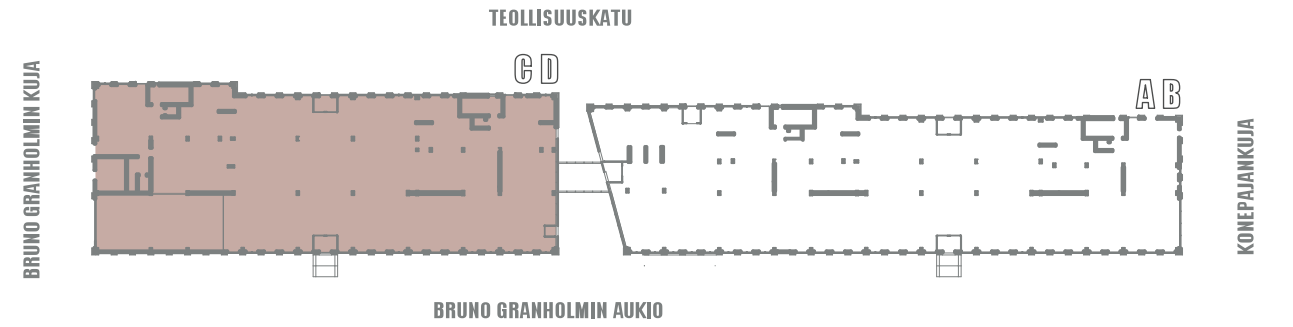 TEOLLISUUSKATU
BRUNO GRANHOLMIN KUJA
C D
A B
KONEPAJANKUJA
BRUNO GRANHOLMIN AUKIO